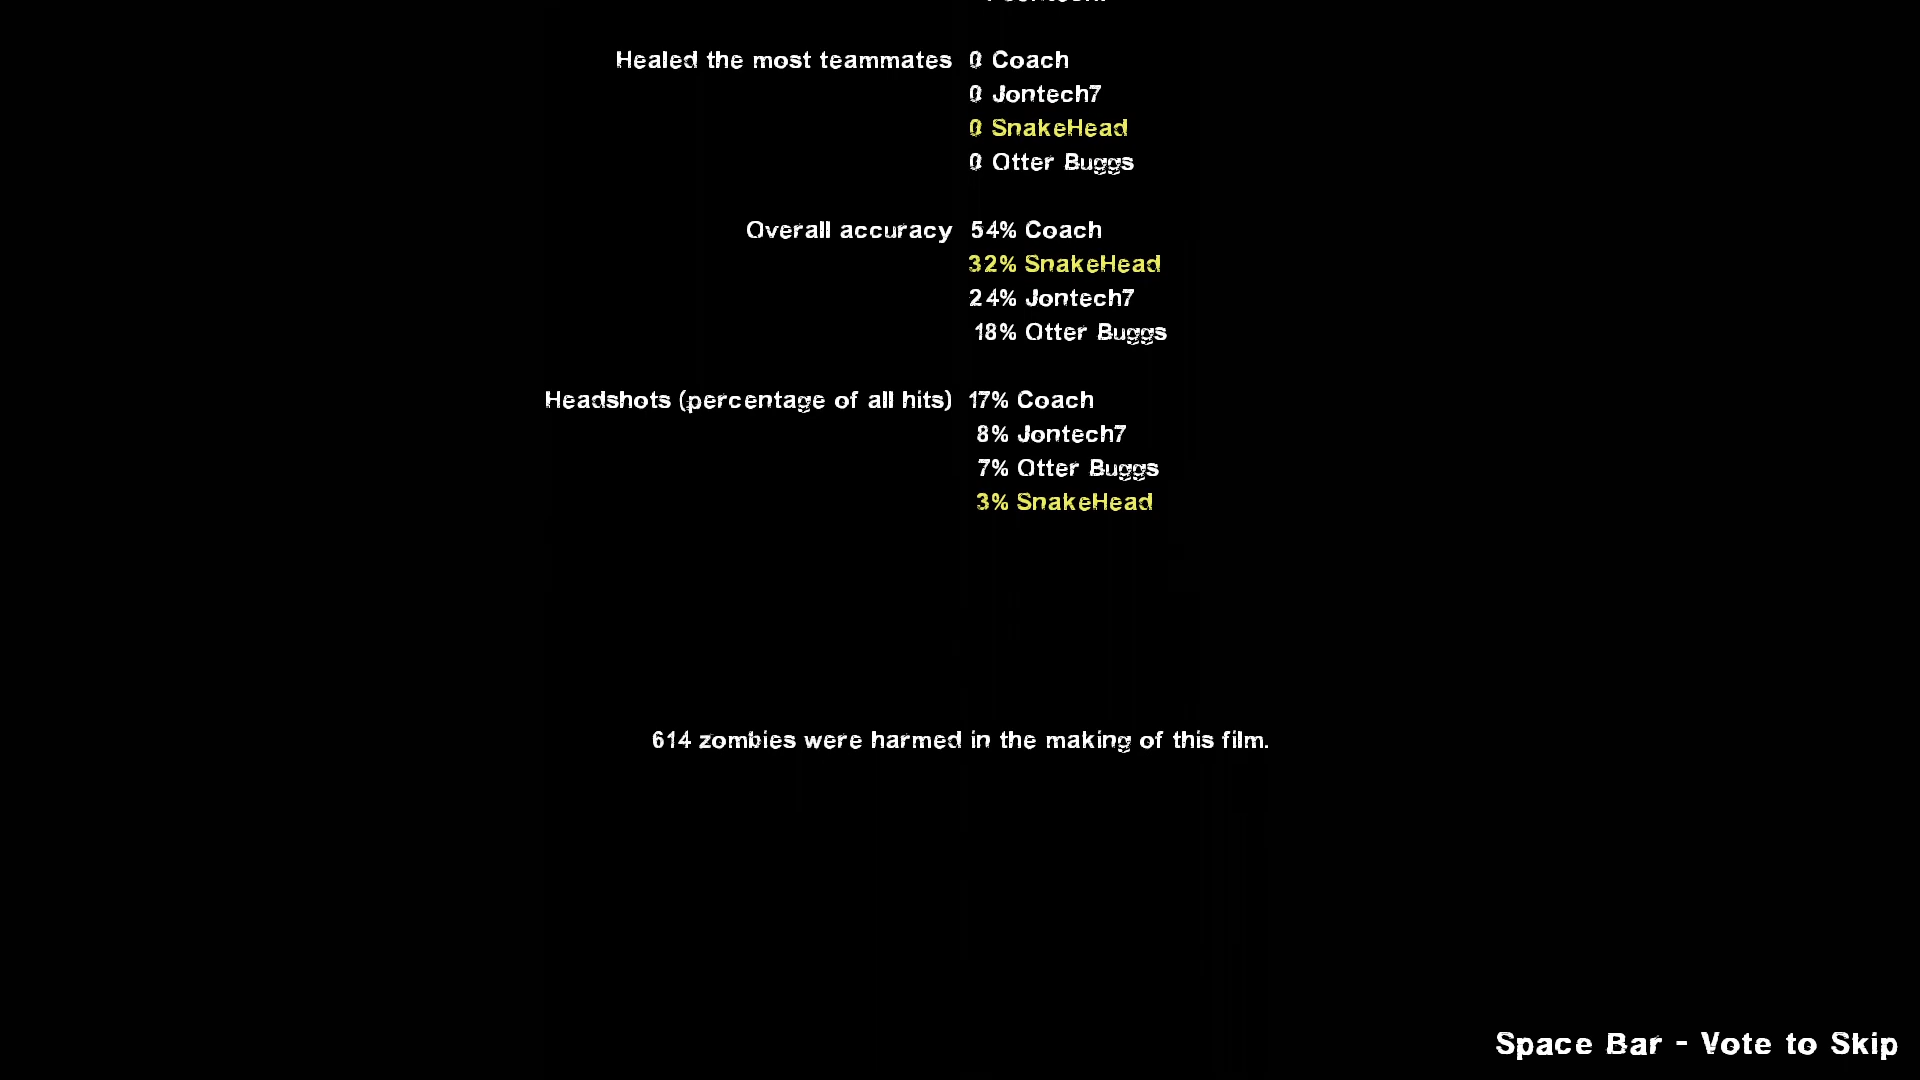 Healed the most teammates 0 Coach
0 Jontech7
0 SnakeHead
0 Otter Buggs
Overall accuracy 54% Coach
32% SnakeHead
24% Jontech7
18% Otter Buggs
Headshots (percentage of all hits) 17% Coach
8% Jontech7
7% Otter Buggs
3% SnakeHead
614 zombies were harmed in the making of this film.
Space Bar - Vote to Skip